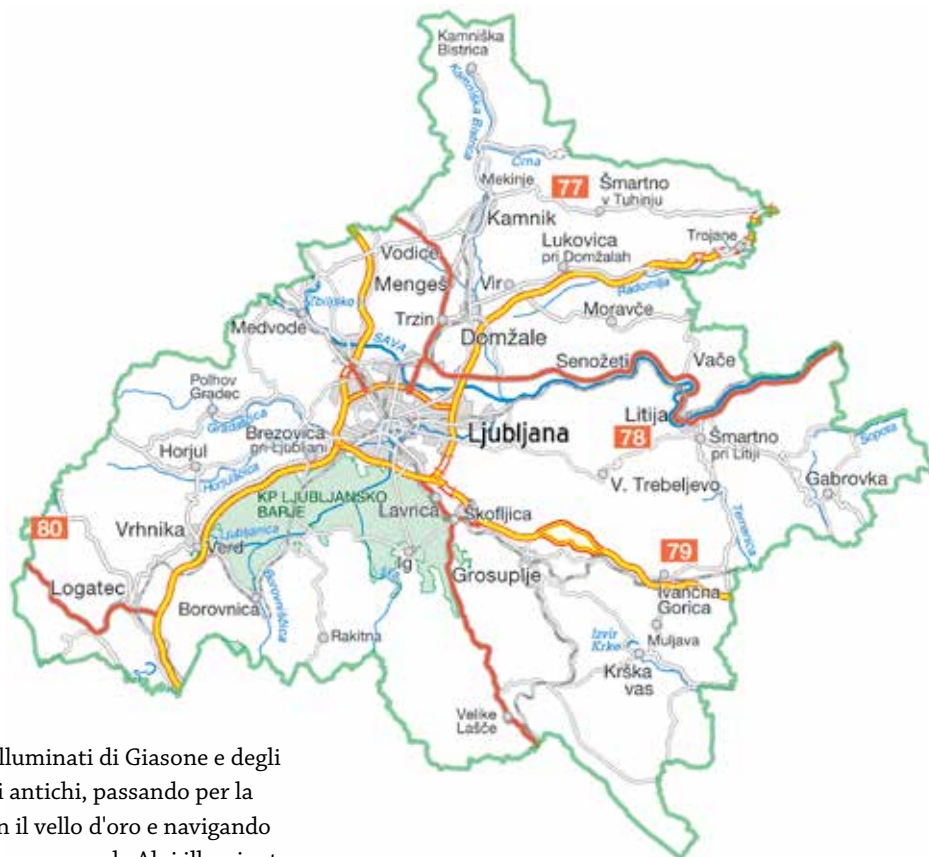 Kamniška
Bistrica
Kamniška Bistrica
Črna
Mekinje
77
Šmartno
v Tuhinju
Kamnik
Trojane
Lukovica
pri Domžalah
Vodice
Mengeš
Vir
Radomlja
Zbiljsko
Moravče
Medvode
Trzin
Domžale
SAVA
Senožeti
Vače
Polhov
Gradec
Gradaščica
Litija
Brezovica
pri Ljubljani
Ljubljana
78
Šmartno
pri Litiji
Sopota
Horjul
Horjulščica
V. Trebeljevo
Gabrovka
KP LJUBLJANSKO
BARJE
Lavrica
Škofljica
80
Vrhnika
Ljubljanica
Verd
Temenica
79
Ig
Grosuplje
Ivančna
Gorica
Logatec
Borovnica
Borovniščina
Rakitna
Muljava
Izvir
Krke
Krška
vas
Velike
Lašče
lluminati di Giasone e degli
i antichi, passando per la
n il vello d'oro e navigando